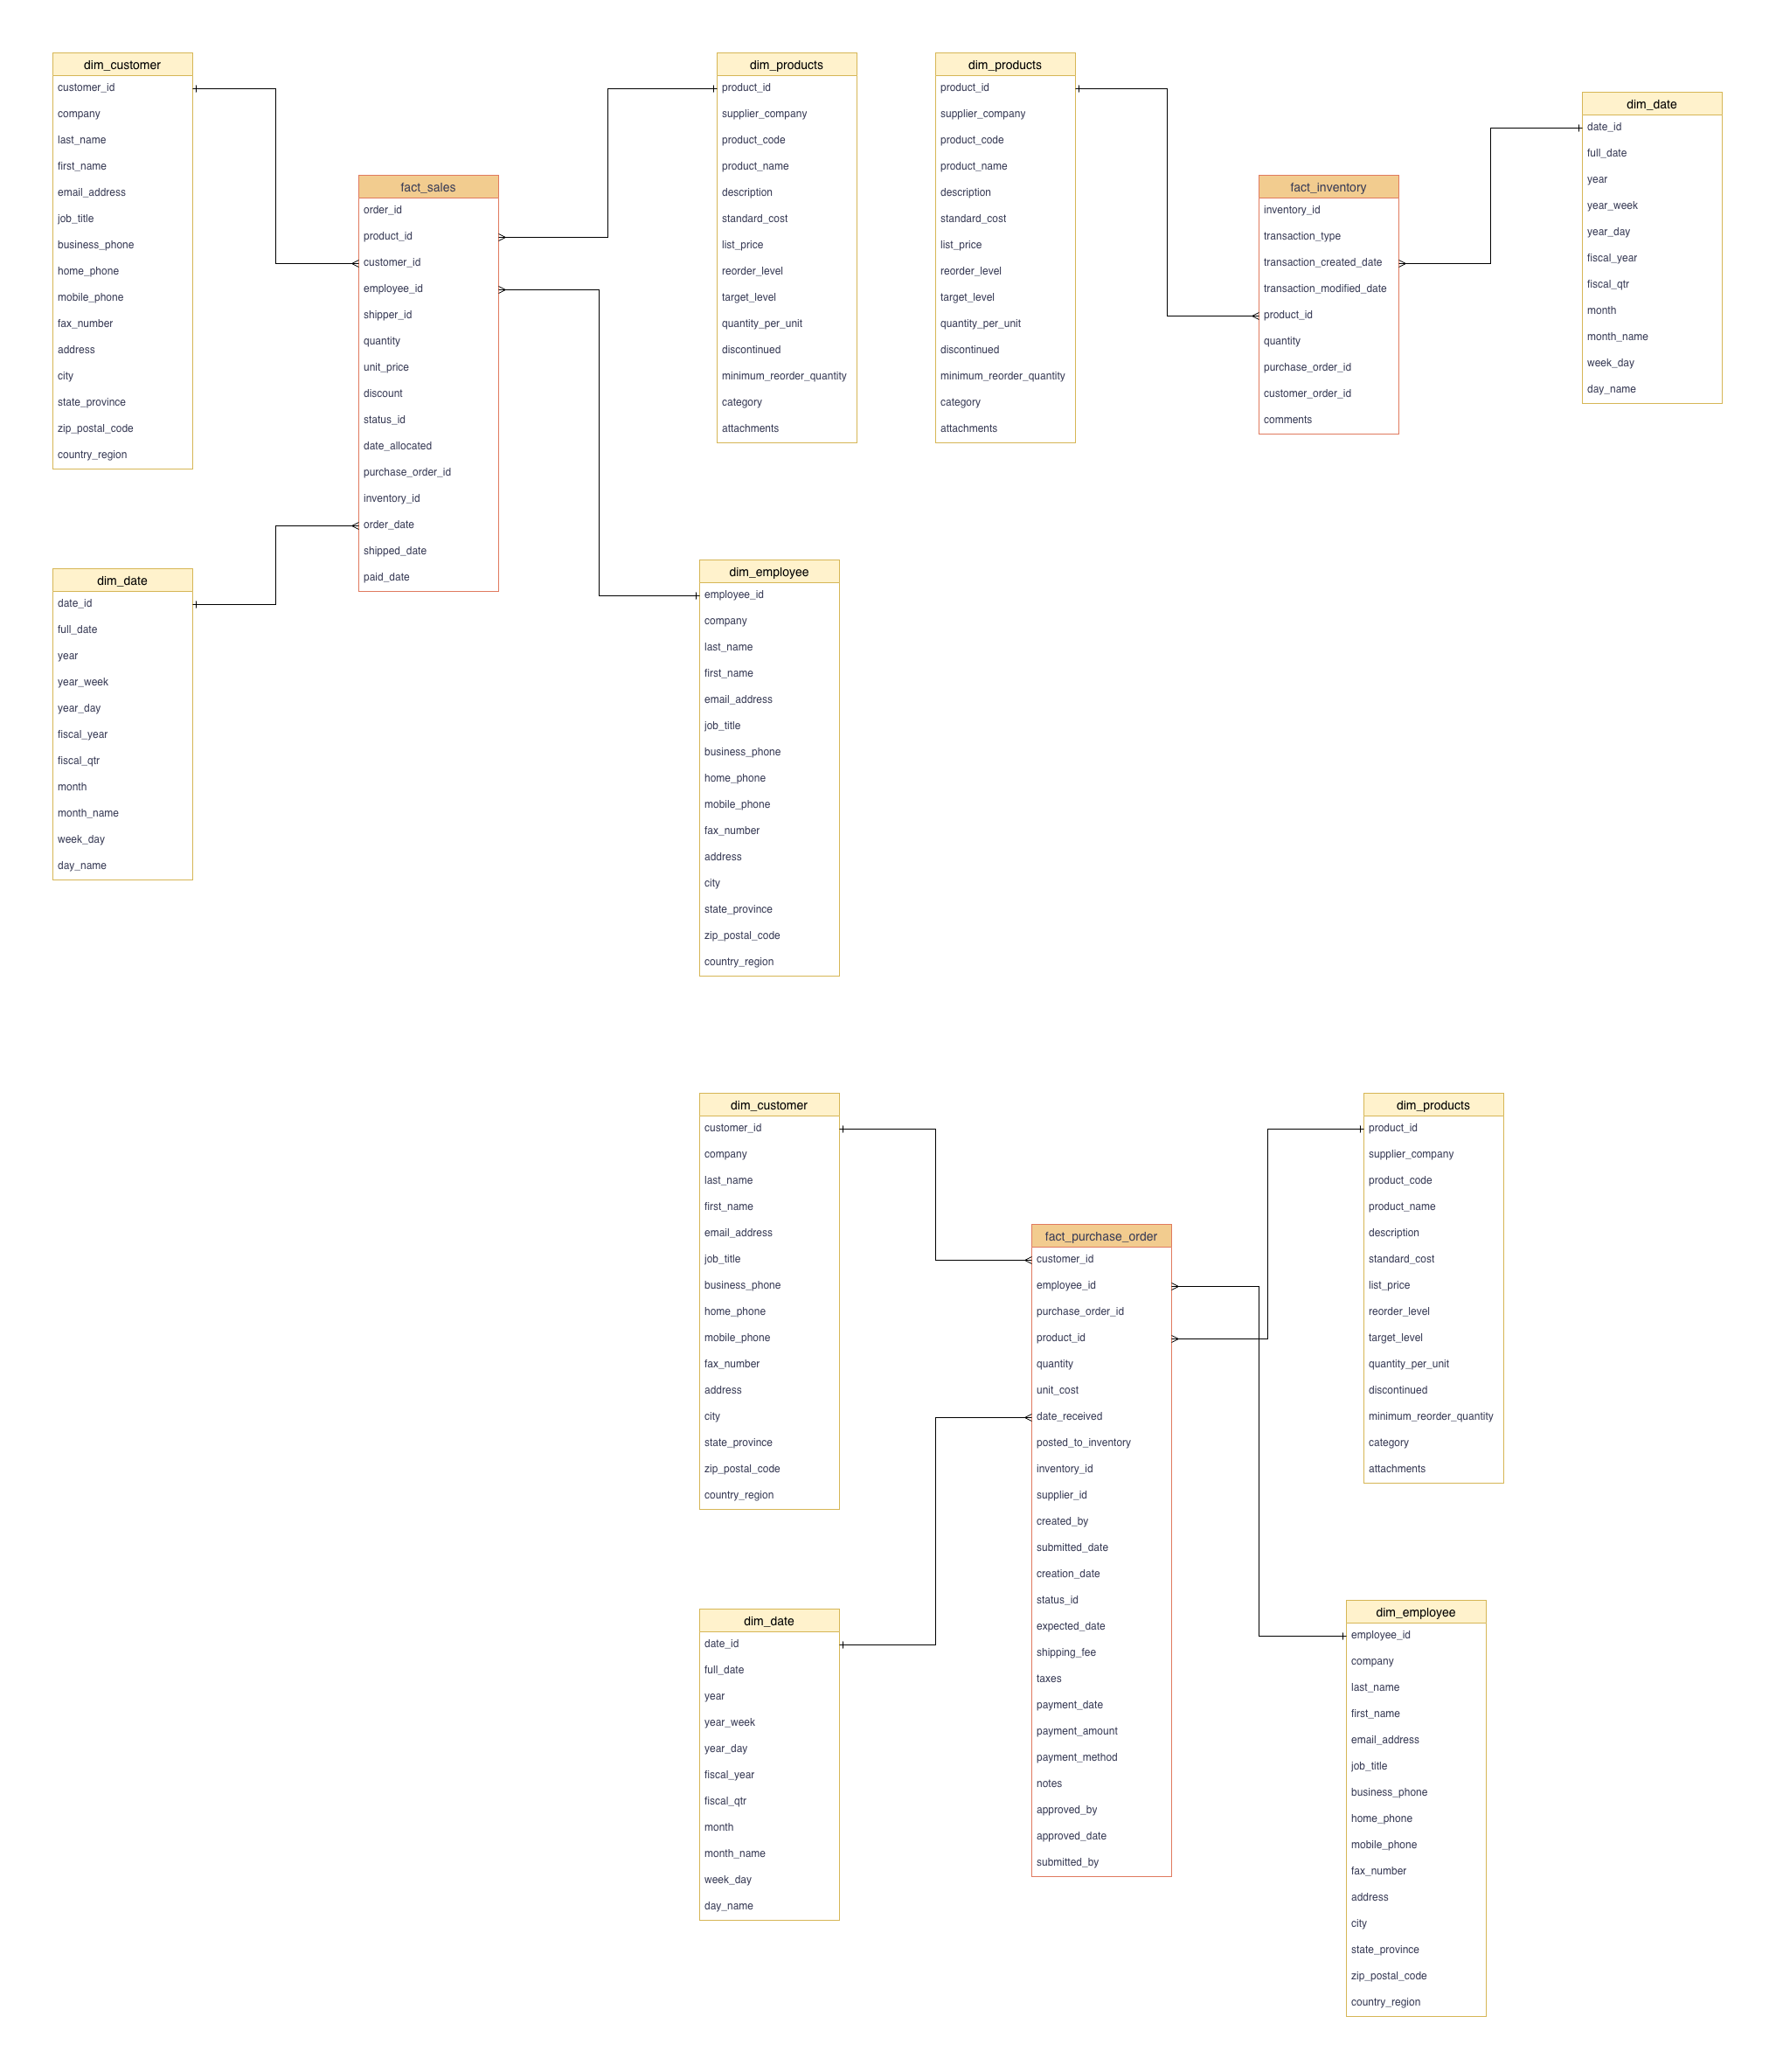 dim_customer
customer_id
company
last_name
first_name
email_address
job_title
business_phone
home_phone
mobile_phone
fax_number
address
city
state_province
zip_postal_code
country_region
fact_sales
order_id
product_id
customer_id
employee_id
shipper_id
quantity
unit_price
discount
status_id
date_allocated
purchase_order_id
inventory_id
order_date
shipped_date
paid_date
dim_products
product_id
supplier_company
product_code
product_name
description
standard_cost
list_price
reorder_level
target_level
quantity_per_unit
discontinued
minimum_reorder_quantity
category
attachments
dim_date
date_id
full_date
year
year_week
year_day
fiscal_year
fiscal_qtr
month
month_name
week_day
day_name
dim_employee
employee_id
company
last_name
first_name
email_address
job_title
business_phone
home_phone
mobile_phone
fax_number
address
city
state_province
zip_postal_code
country_region
dim_products
product_id
supplier_company
product_code
product_name
description
standard_cost
list_price
reorder_level
target_level
quantity_per_unit
discontinued
minimum_reorder_quantity
category
attachments
fact_inventory
inventory_id
transaction_type
transaction_created_date
transaction_modified_date
product_id
quantity
purchase_order_id
customer_order_id
comments
dim_date
date_id
full_date
year
year_week
year_day
fiscal_year
fiscal_qtr
month
month_name
week_day
day_name
dim_customer
customer_id
company
last_name
first_name
email_address
job_title
business_phone
home_phone
mobile_phone
fax_number
address
city
state_province
zip_postal_code
country_region
fact_purchase_order
customer_id
employee_id
purchase_order_id
product_id
quantity
unit_cost
date_received
posted_to_inventory
inventory_id
supplier_id
created_by
submitted_date
creation_date
status_id
expected_date
shipping_fee
taxes
payment_date
payment_amount
payment_method
notes
approved_by
approved_date
submitted_by
dim_products
product_id
supplier_company
product_code
product_name
description
standard_cost
list_price
reorder_level
target_level
quantity_per_unit
discontinued
minimum_reorder_quantity
category
attachments
dim_date
date_id
full_date
year
year_week
year_day
fiscal_year
fiscal_qtr
month
month_name
week_day
day_name
dim_employee
employee_id
company
last_name
first_name
email_address
job_title
business_phone
home_phone
mobile_phone
fax_number
address
city
state_province
zip_postal_code
country_region